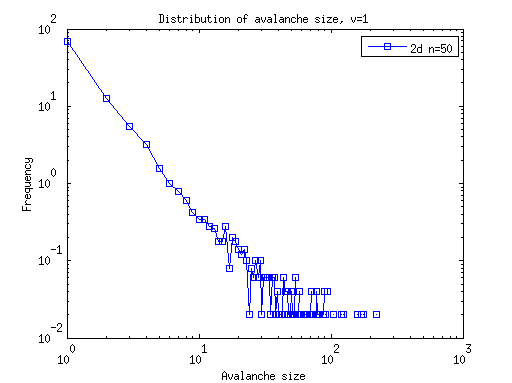 Distribution of avalanche size, v=1
10^2
2d n=50
10^1
Frequency
10^0
10^-1
10^-2
10^0 10^1 10^2 10^3
Avalanche size